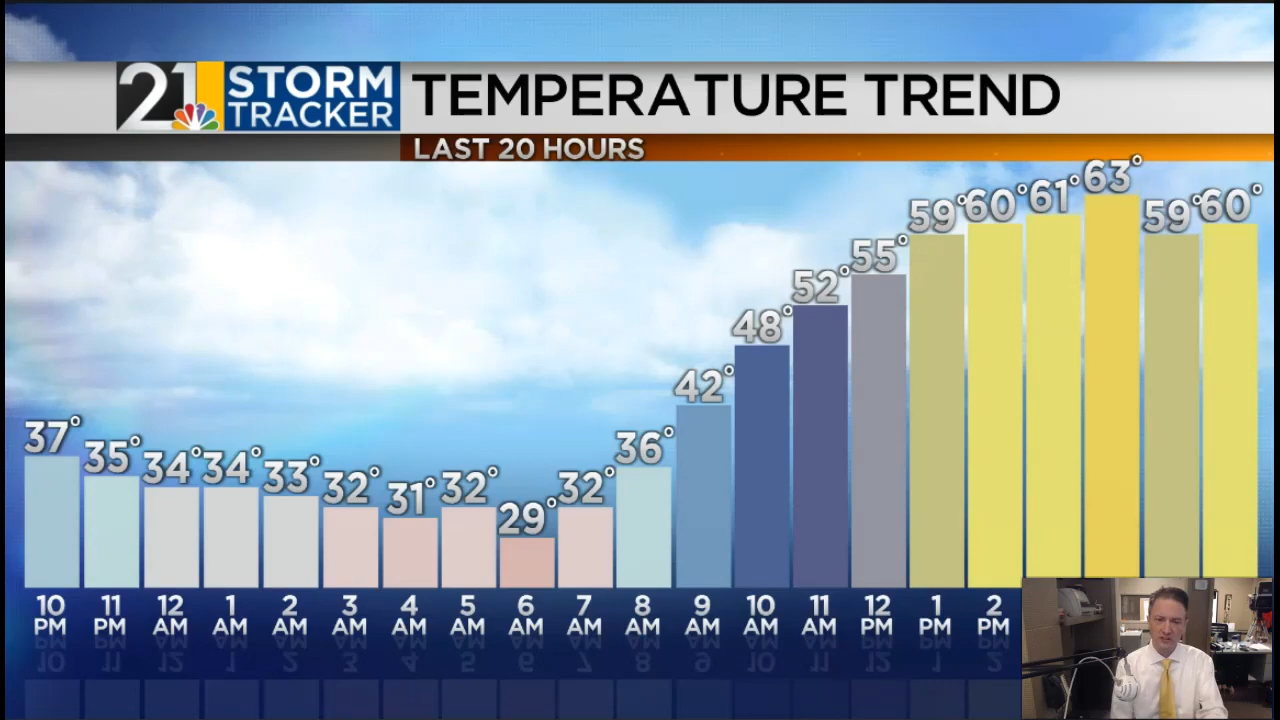 21 STORM TRACKER
TEMPERATURE TREND
LAST 20 HOURS
37° 35° 34° 34° 33° 32° 31° 32° 29° 32° 36° 42° 48° 52° 55° 59° 60° 61° 63° 59° 60°
10 PM 11 PM 12 AM 1 AM 2 AM 3 AM 4 AM 5 AM 6 AM 7 AM 8 AM 9 AM 10 AM 11 AM 12 PM 1 PM 2 PM